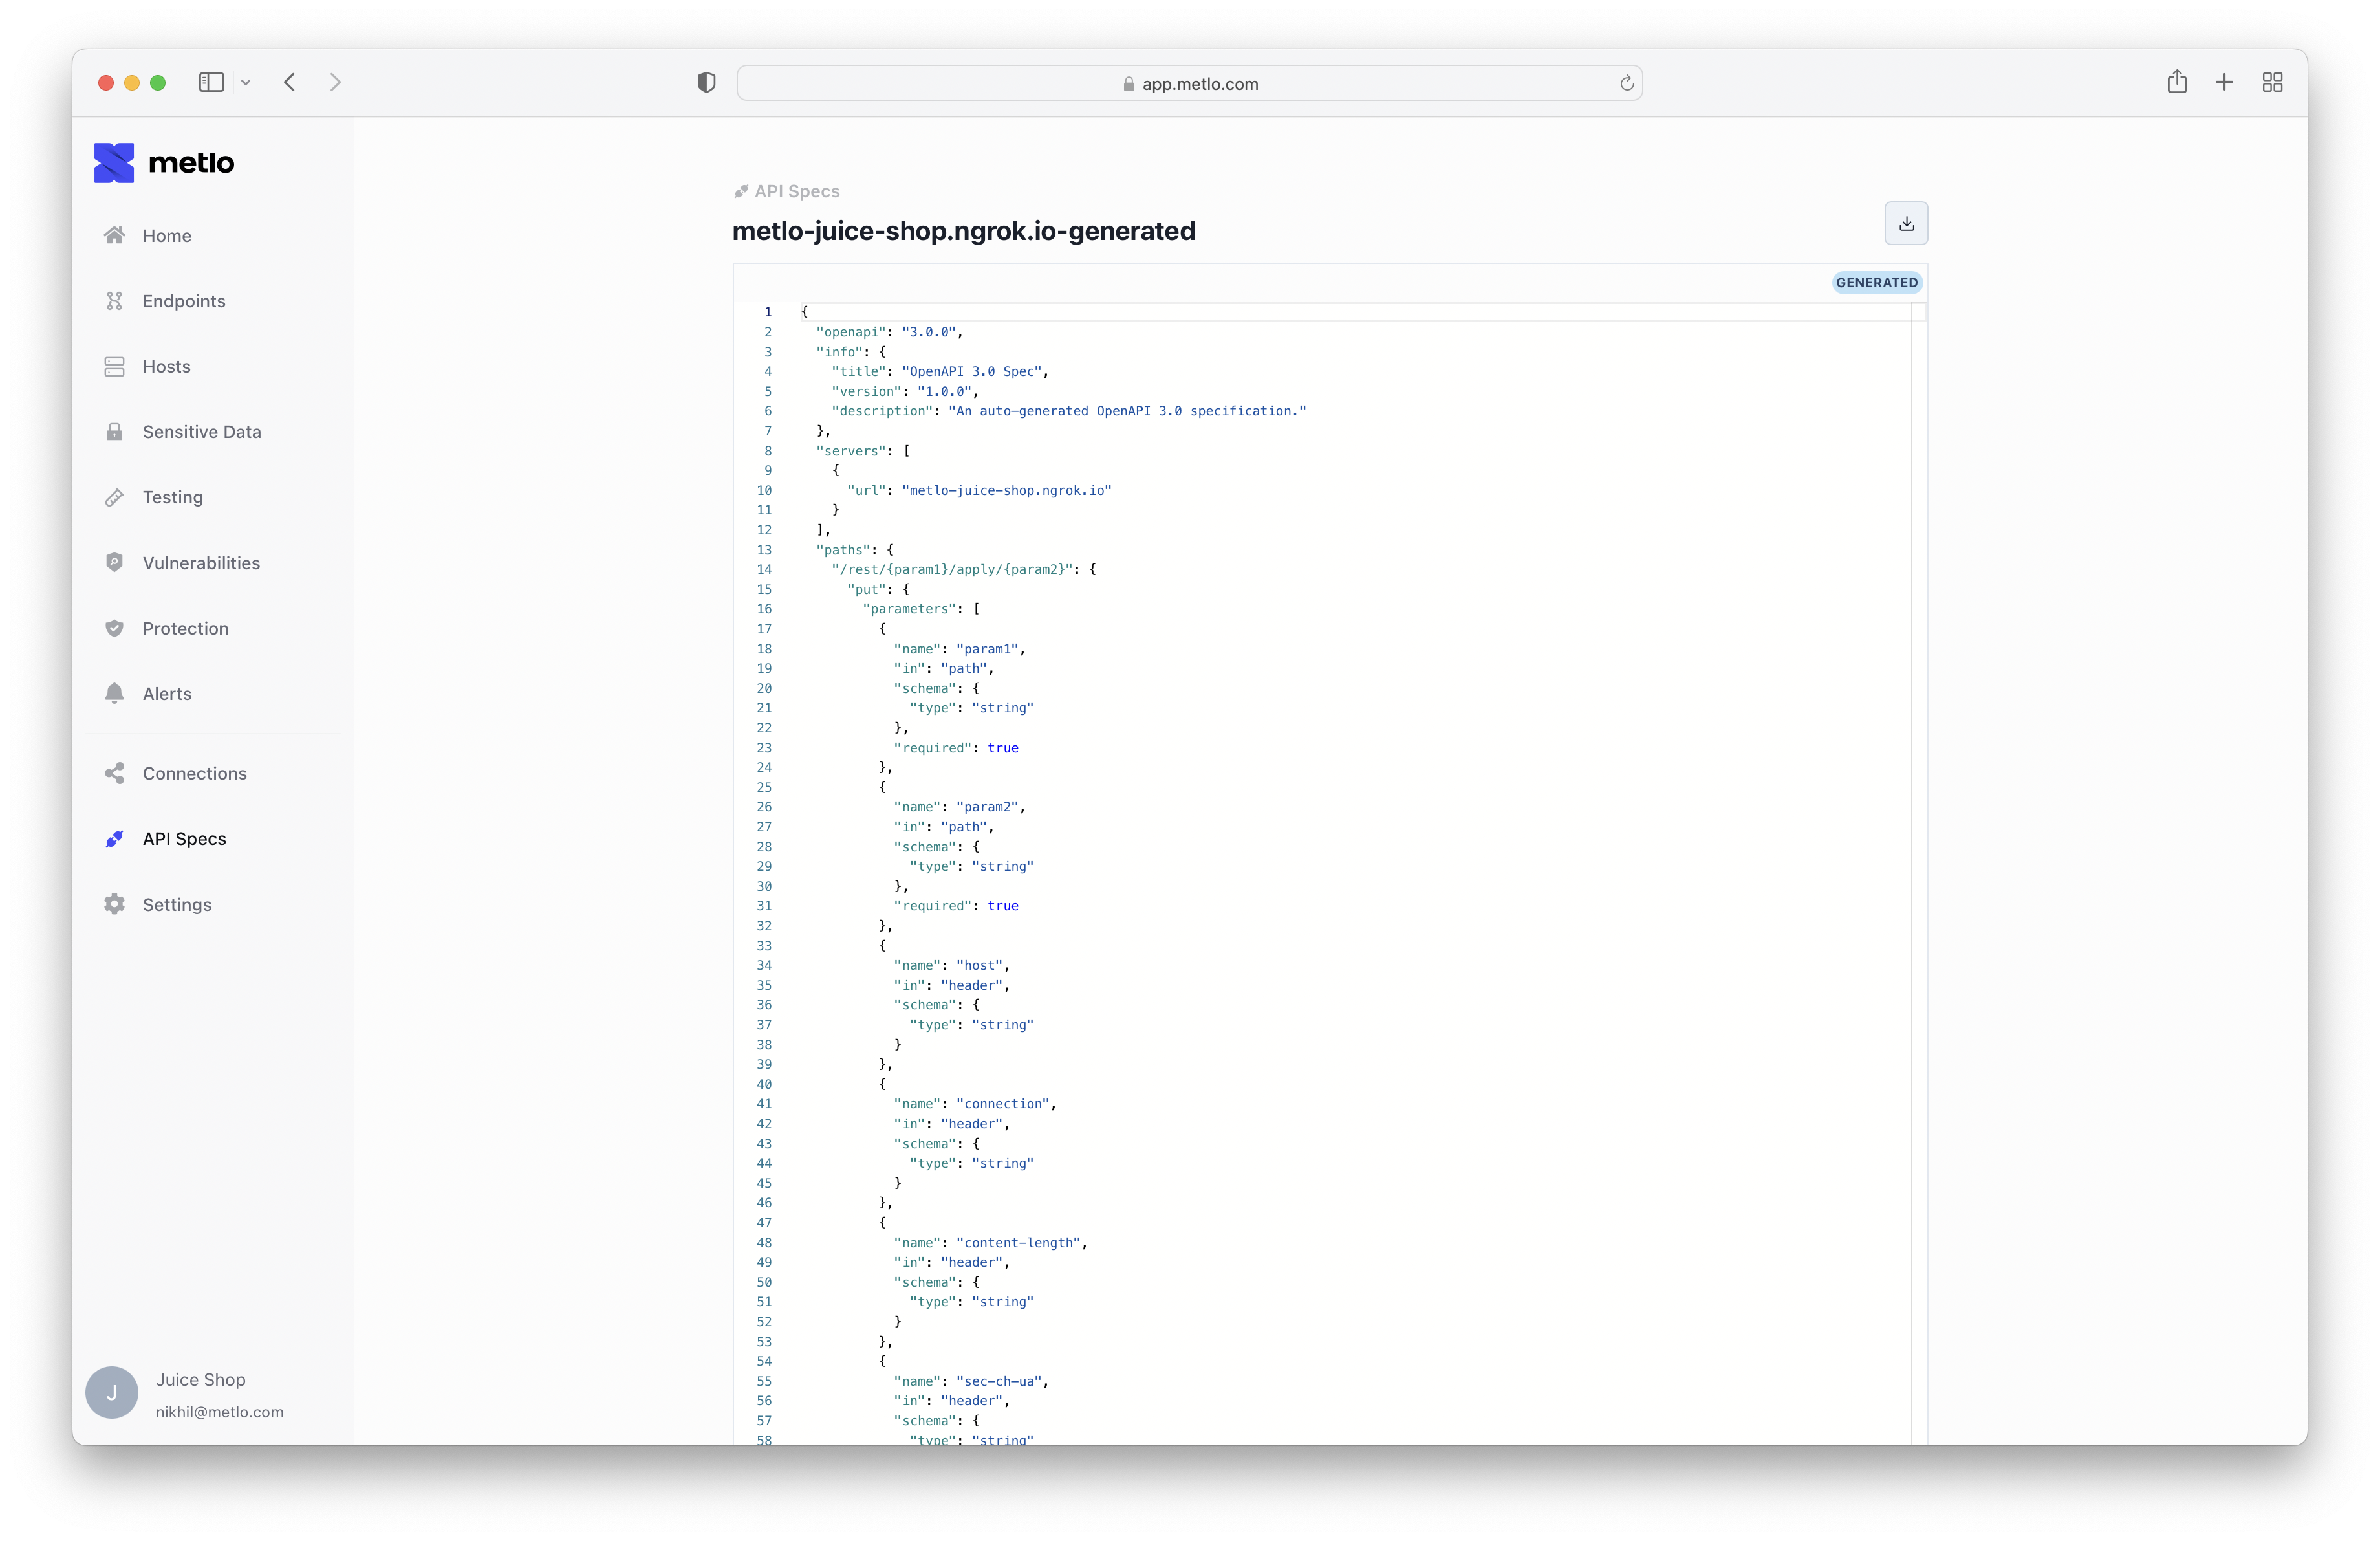 app.metlo.com
metlo
Home
Endpoints
Hosts
Sensitive Data
Testing
Vulnerabilities
Protection
Alerts
Connections
API Specs
Settings
J
Juice Shop
nikhil@metlo.com
API Specs
metlo-juice-shop.ngrok.io-generated
GENERATED
1 {
2 "openapi": "3.0.0",
3 "info": {
4 "title": "OpenAPI 3.0 Spec",
5 "version": "1.0.0",
6 "description": "An auto-generated OpenAPI 3.0 specification."
7 },
8 "servers": [
9 {
10 "url": "metlo-juice-shop.ngrok.io"
11 }
12 ],
13 "paths": {
14 "/rest/{param1}/apply/{param2}": {
15 "put": {
16 "parameters": [
17 {
18 "name": "param1",
19 "in": "path",
20 "schema": {
21 "type": "string"
22 },
23 "required": true
24 },
25 {
26 "name": "param2",
27 "in": "path",
28 "schema": {
29 "type": "string"
30 },
31 "required": true
32 },
33 {
34 "name": "host",
35 "in": "header",
36 "schema": {
37 "type": "string"
38 }
39 },
40 {
41 "name": "connection",
42 "in": "header",
43 "schema": {
44 "type": "string"
45 }
46 },
47 {
48 "name": "content-length",
49 "in": "header",
50 "schema": {
51 "type": "string"
52 }
53 },
54 {
55 "name": "sec-ch-ua",
56 "in": "header",
57 "schema": {
58 "type": "string"